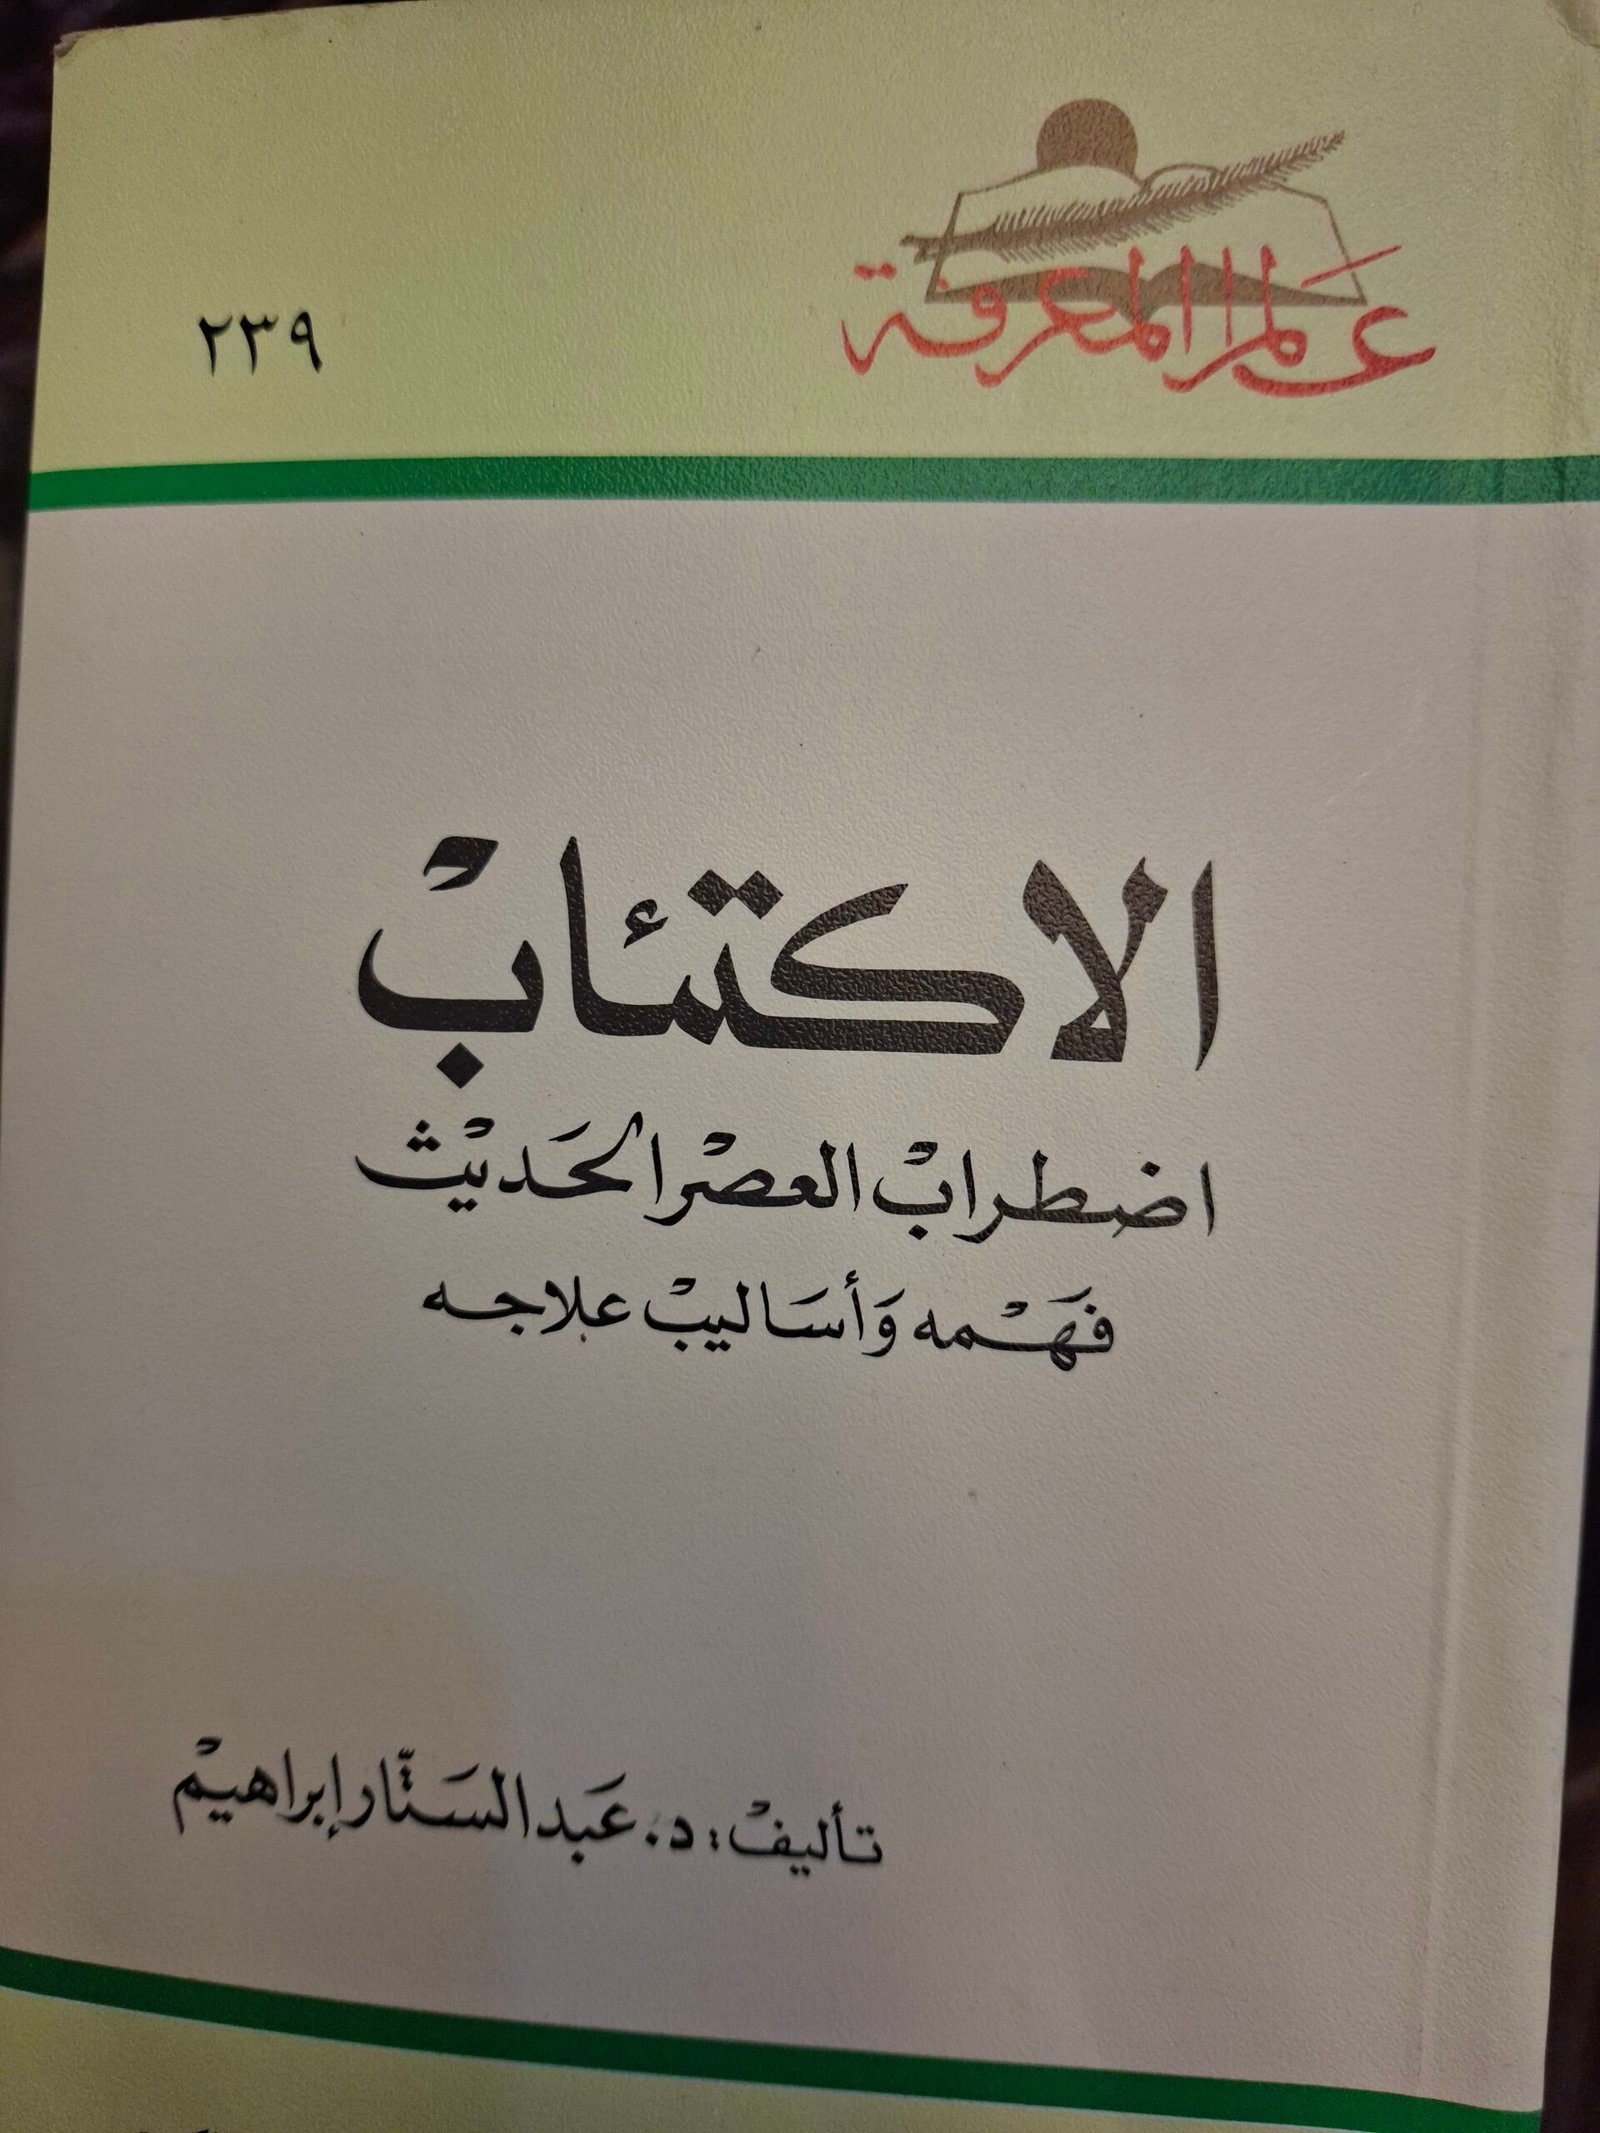 عالم المعرفة
٢٣٩
الاكتئاب
اضطراب العصر الحديث
فهمه وأساليب علاجه
تأليف: د. عبد الستار إبراهيم